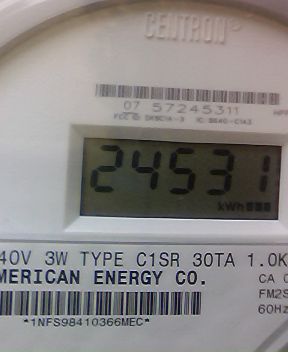 CENTRON®
07 57245311
24531
kWh
40V 3W TYPE C1SR 30TA 1.0K
MERICAN ENERGY CO.
CA
FM2S
60Hz
*1NFS98410366MEC*